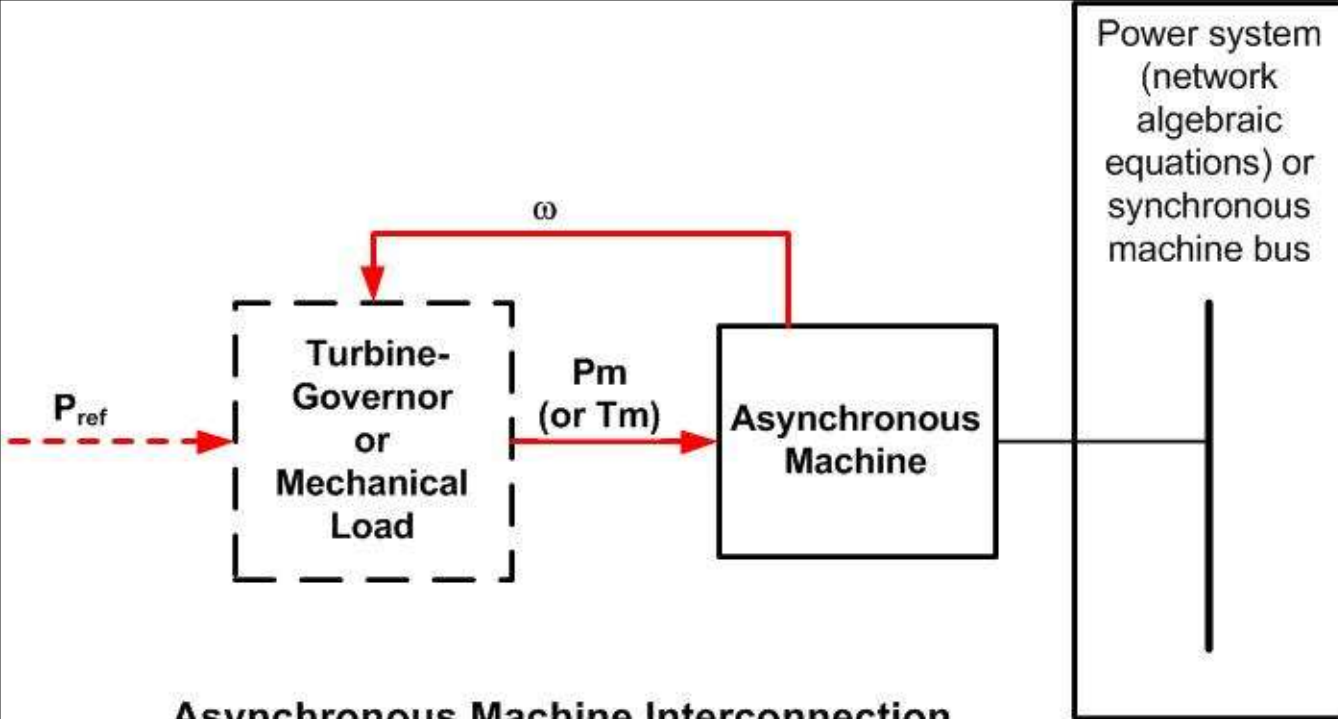 Power system
(network
algebraic
equations) or
synchronous
machine bus
ω
Turbine-
Governor
or
Mechanical
Load
Pref
Pm
(or Tm)
Asynchronous
Machine
Asynchronous Machine Interconnection